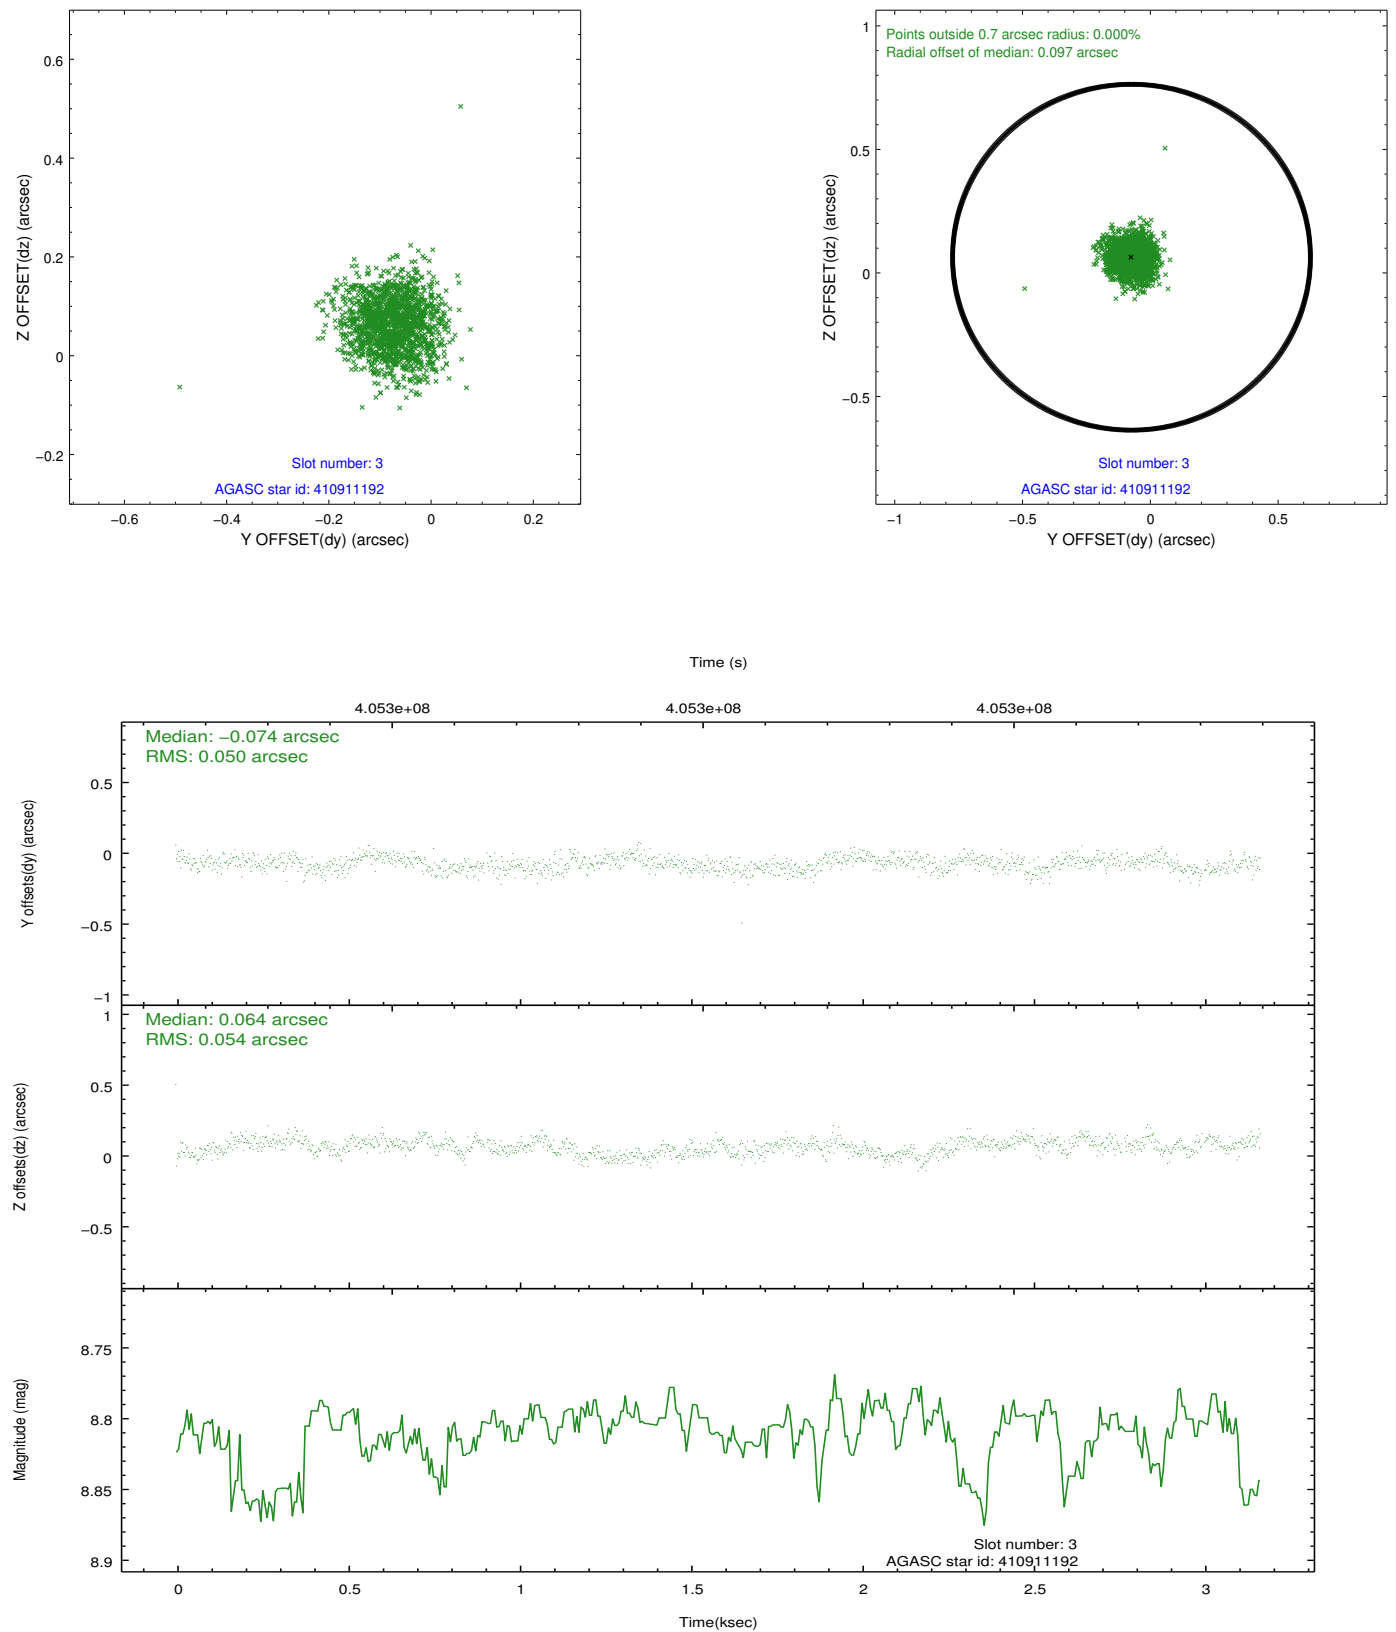 0.6
0.4
0.2
0
−0.2
Z OFFSET(dz) (arcsec)
Slot number: 3
AGASC star id: 410911192
−0.6 −0.4 −0.2 0 0.2
Y OFFSET(dy) (arcsec)
Points outside 0.7 arcsec radius: 0.000%
Radial offset of median: 0.097 arcsec
1
0.5
0
−0.5
Z OFFSET(dz) (arcsec)
Slot number: 3
AGASC star id: 410911192
−1 −0.5 0 0.5
Y OFFSET(dy) (arcsec)
Time (s)
4.053e+08 4.053e+08 4.053e+08
Median: −0.074 arcsec
RMS: 0.050 arcsec
0.5
0
−0.5
−1
Y offsets(dy) (arcsec)
Median: 0.064 arcsec
RMS: 0.054 arcsec
1
0.5
0
−0.5
Z offsets(dz) (arcsec)
8.75
8.8
8.85
8.9
Magnitude (mag)
Slot number: 3
AGASC star id: 410911192
0 0.5 1 1.5 2 2.5 3
Time(ksec)